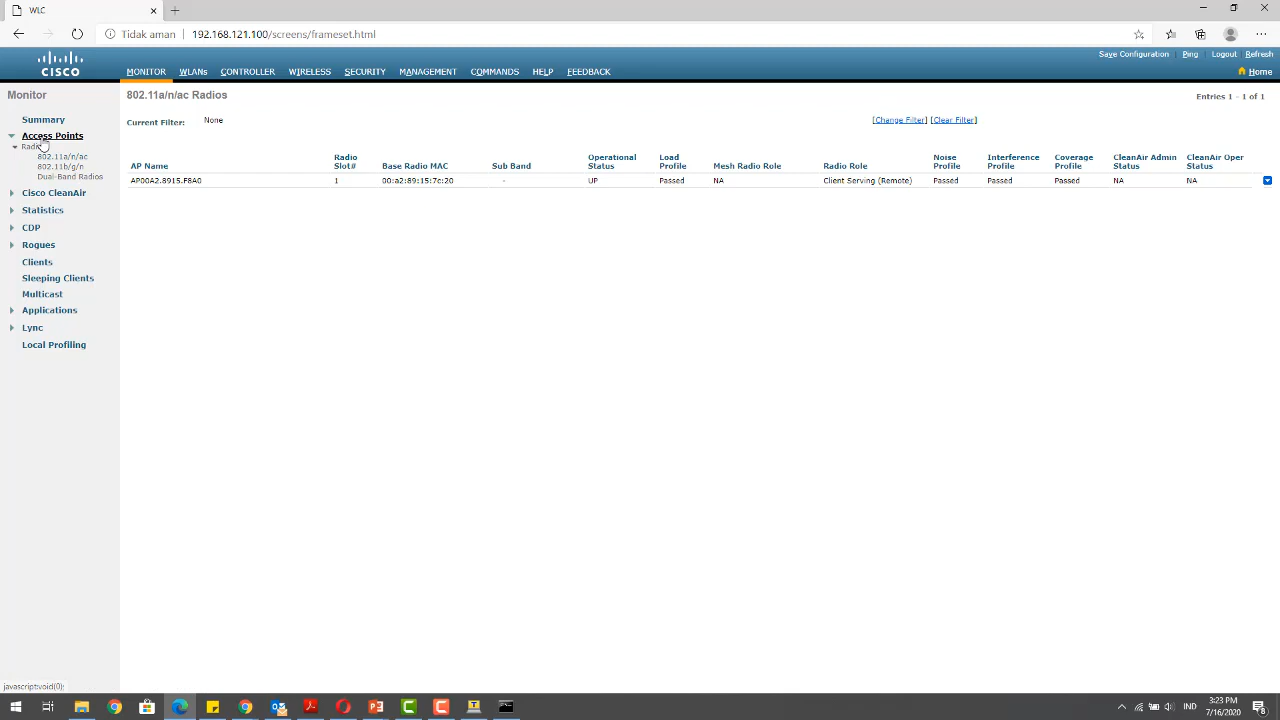 WLC
Tidak aman 192.168.121.100/screens/frameset.html
Save Configuration Ping Logout Refresh
CISCO
MONITOR WLANs CONTROLLER WIRELESS SECURITY MANAGEMENT COMMANDS HELP FEEDBACK
Home
Monitor
Summary
Access Points
802.11a/n/ac
802.11b/g/n
Dual-Band Radios
Cisco CleanAir
Statistics
CDP
Rogues
Clients
Sleeping Clients
Multicast
Applications
Lync
Local Profiling
802.11a/n/ac Radios
Entries 1 - 1 of 1
Current Filter: None [Change Filter] [Clear Filter]
AP Name Radio Slot# Base Radio MAC Sub Band Operational Status Load Profile Mesh Radio Role Radio Role Noise Profile Interference Profile Coverage Profile CleanAir Admin Status CleanAir Oper Status
AP00A2.8915.F8A0 1 00:a2:89:15:7c:20 - UP Passed NA Client Serving (Remote) Passed Passed Passed NA NA
javascript:void(0);
IND
3:23 PM
7/16/2020
8